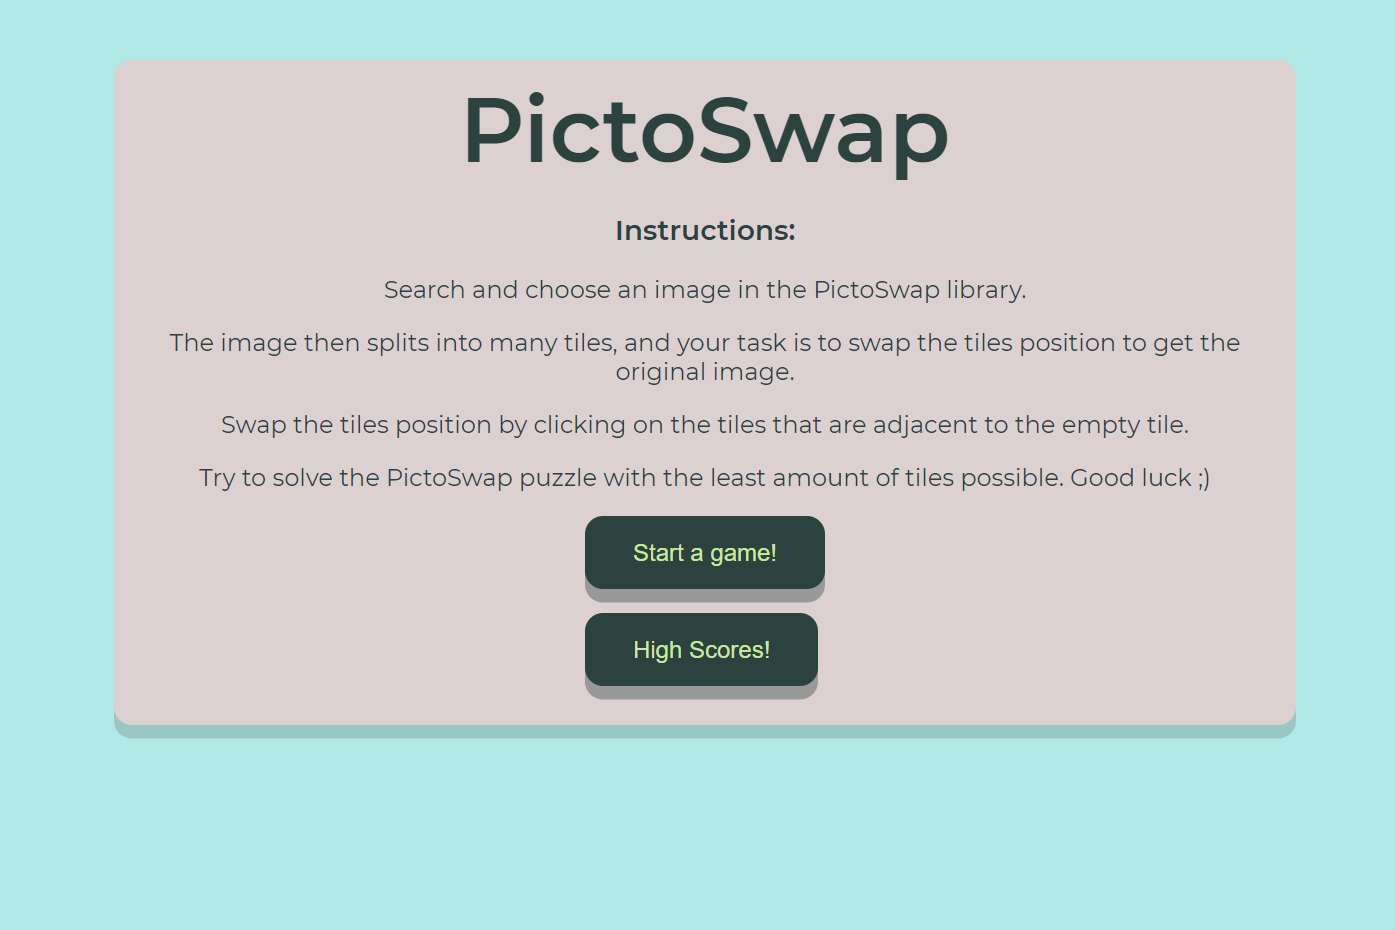 PictoSwap
Instructions:
Search and choose an image in the PictoSwap library.
The image then splits into many tiles, and your task is to swap the tiles position to get the
original image.
Swap the tiles position by clicking on the tiles that are adjacent to the empty tile.
Try to solve the PictoSwap puzzle with the least amount of tiles possible. Good luck ;)
Start a game!
High Scores!